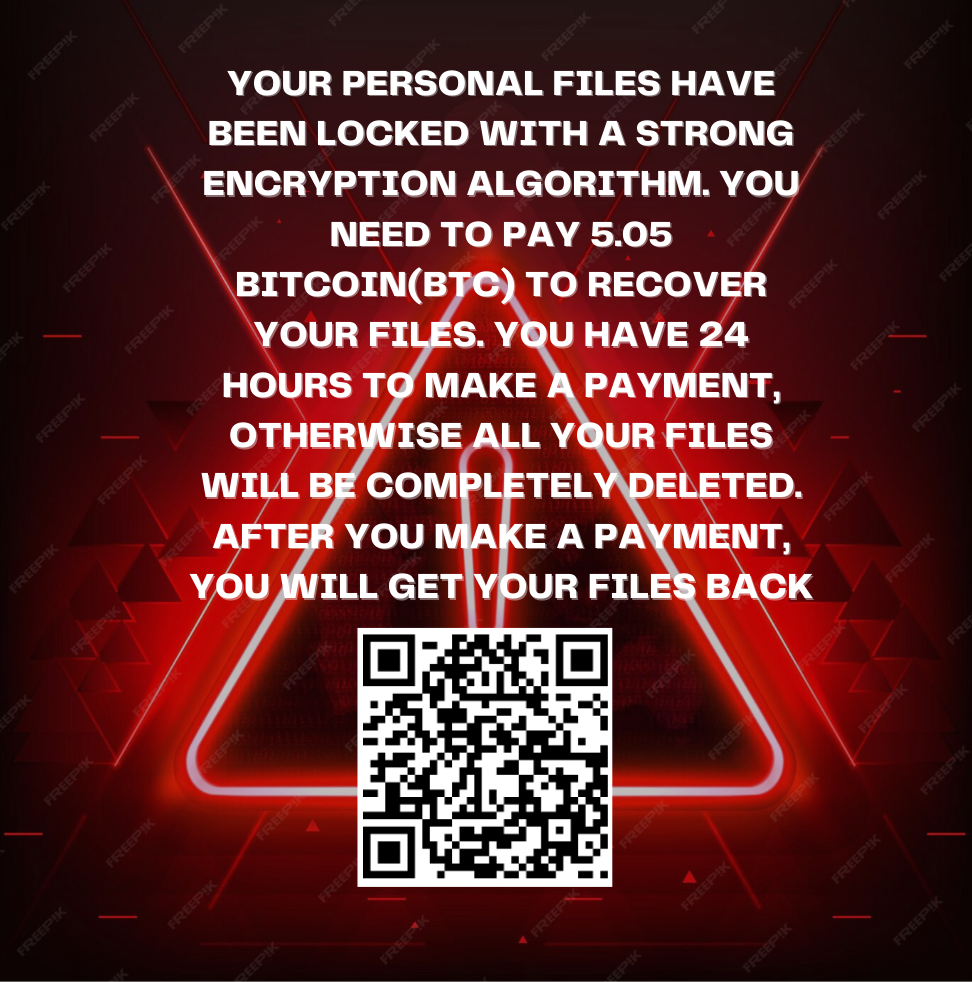 YOUR PERSONAL FILES HAVE
BEEN LOCKED WITH A STRONG
ENCRYPTION ALGORITHM. YOU
NEED TO PAY 5.05
BITCOIN(BTC) TO RECOVER
YOUR FILES. YOU HAVE 24
HOURS TO MAKE A PAYMENT,
OTHERWISE ALL YOUR FILES
WILL BE COMPLETELY DELETED.
AFTER YOU MAKE A PAYMENT,
YOU WILL GET YOUR FILES BACK
FREEPIK